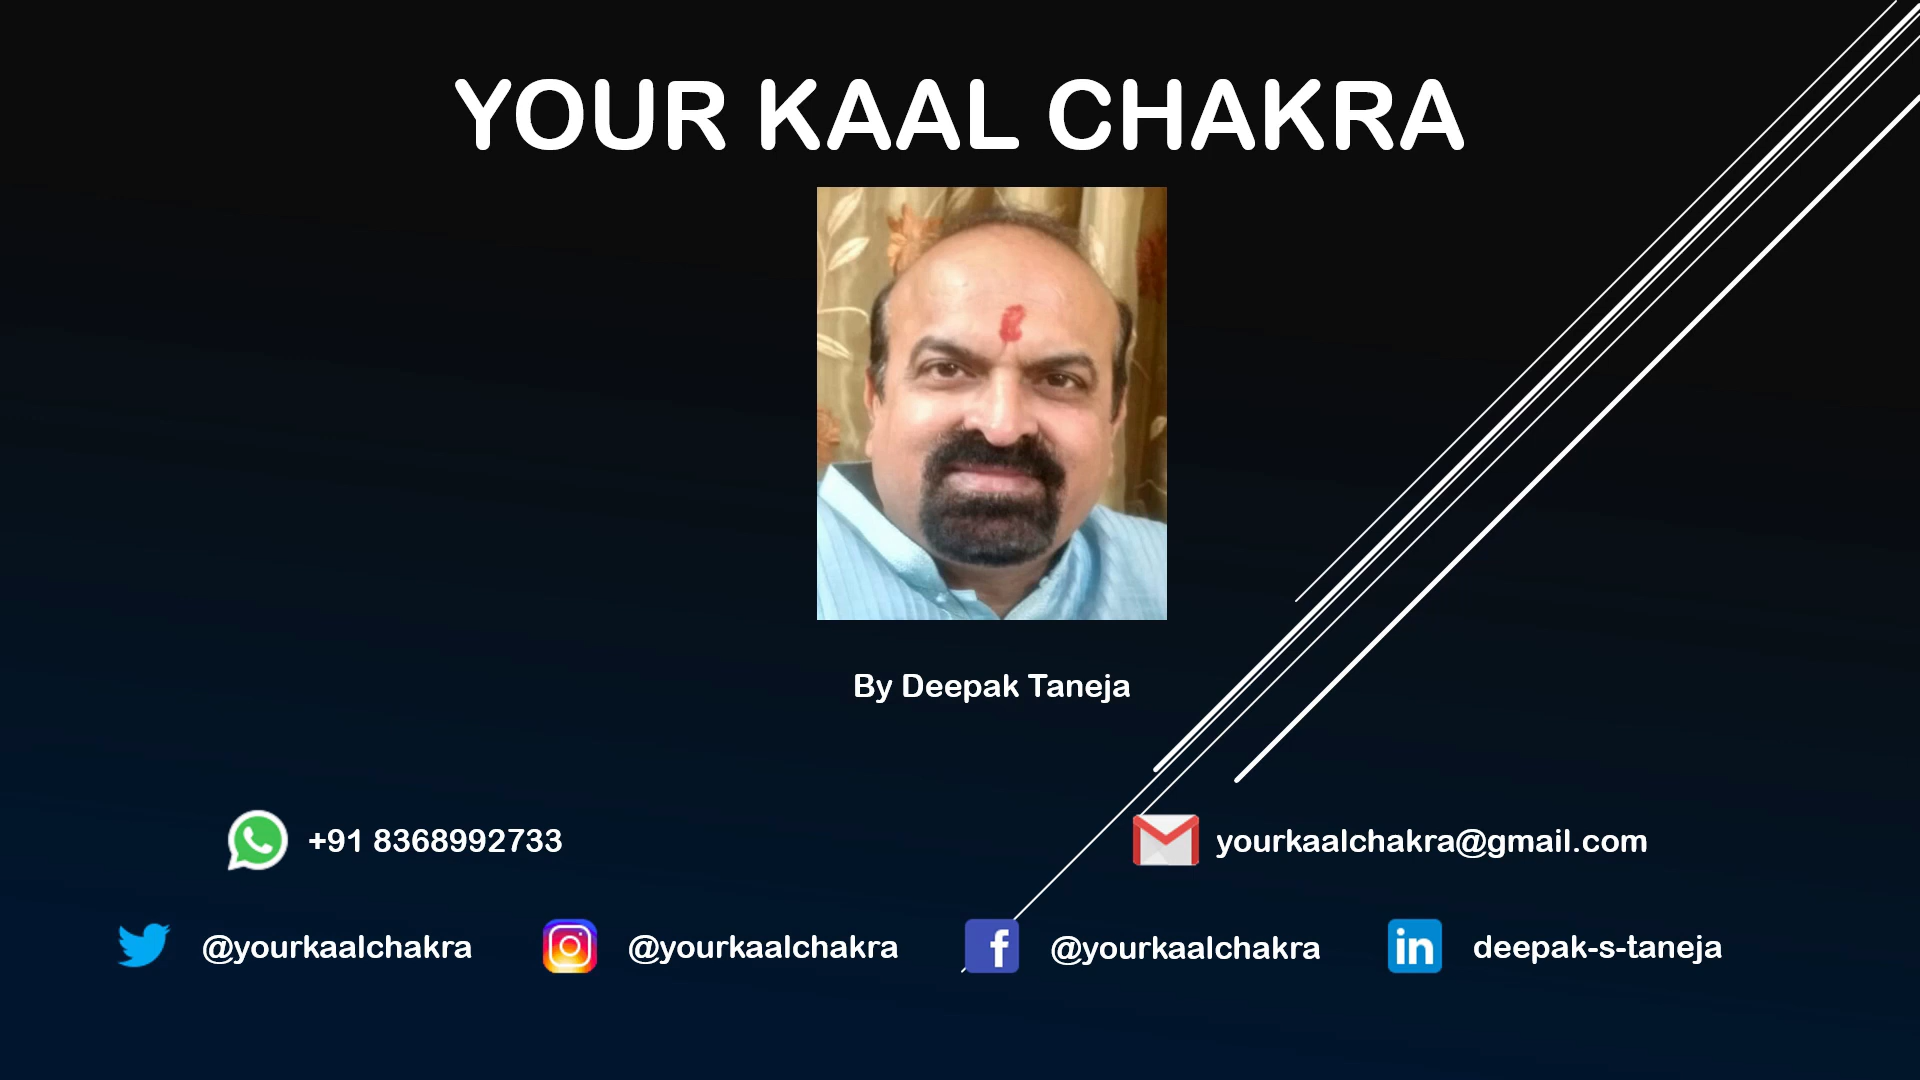 YOUR KAAL CHAKRA
By Deepak Taneja
+91 8368992733
yourkaalchakra@gmail.com
@yourkaalchakra
@yourkaalchakra
@yourkaalchakra
deepak-s-taneja